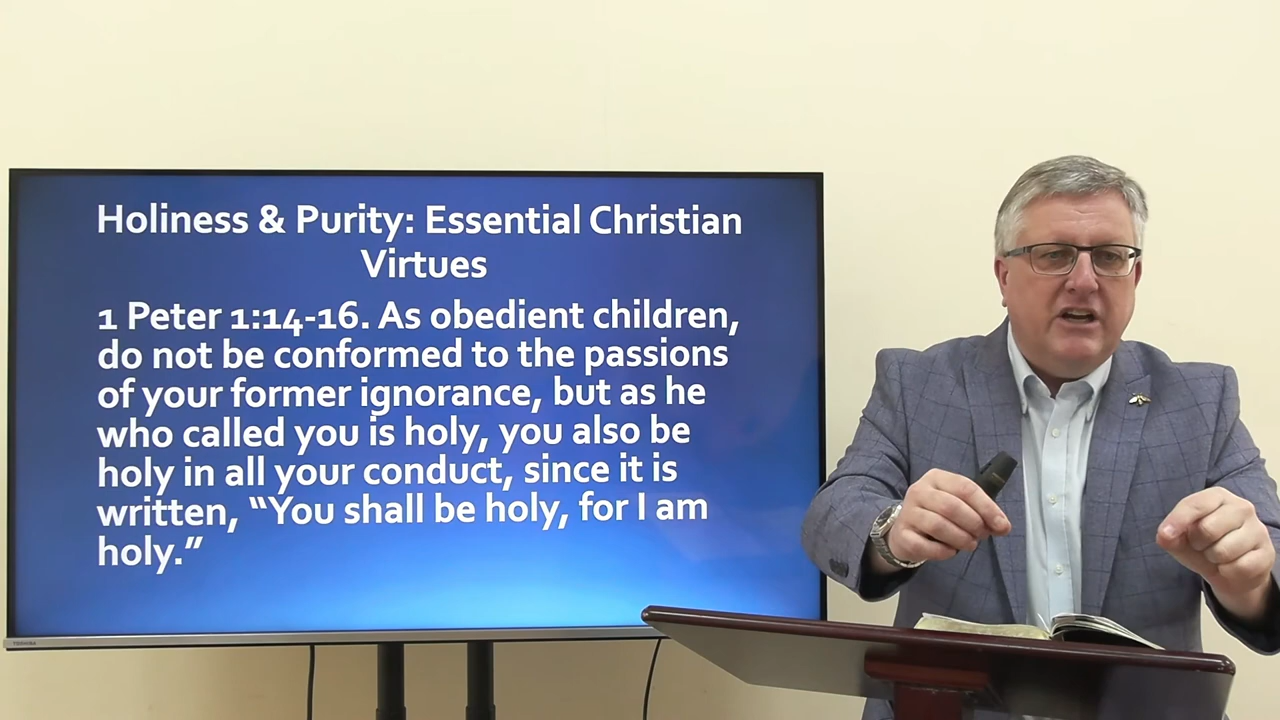 Holiness & Purity: Essential Christian
Virtues
1 Peter 1:14-16. As obedient children,
do not be conformed to the passions
of your former ignorance, but as he
who called you is holy, you also be
holy in all your conduct, since it is
written, “You shall be holy, for I am
holy.”
TOSHIBA